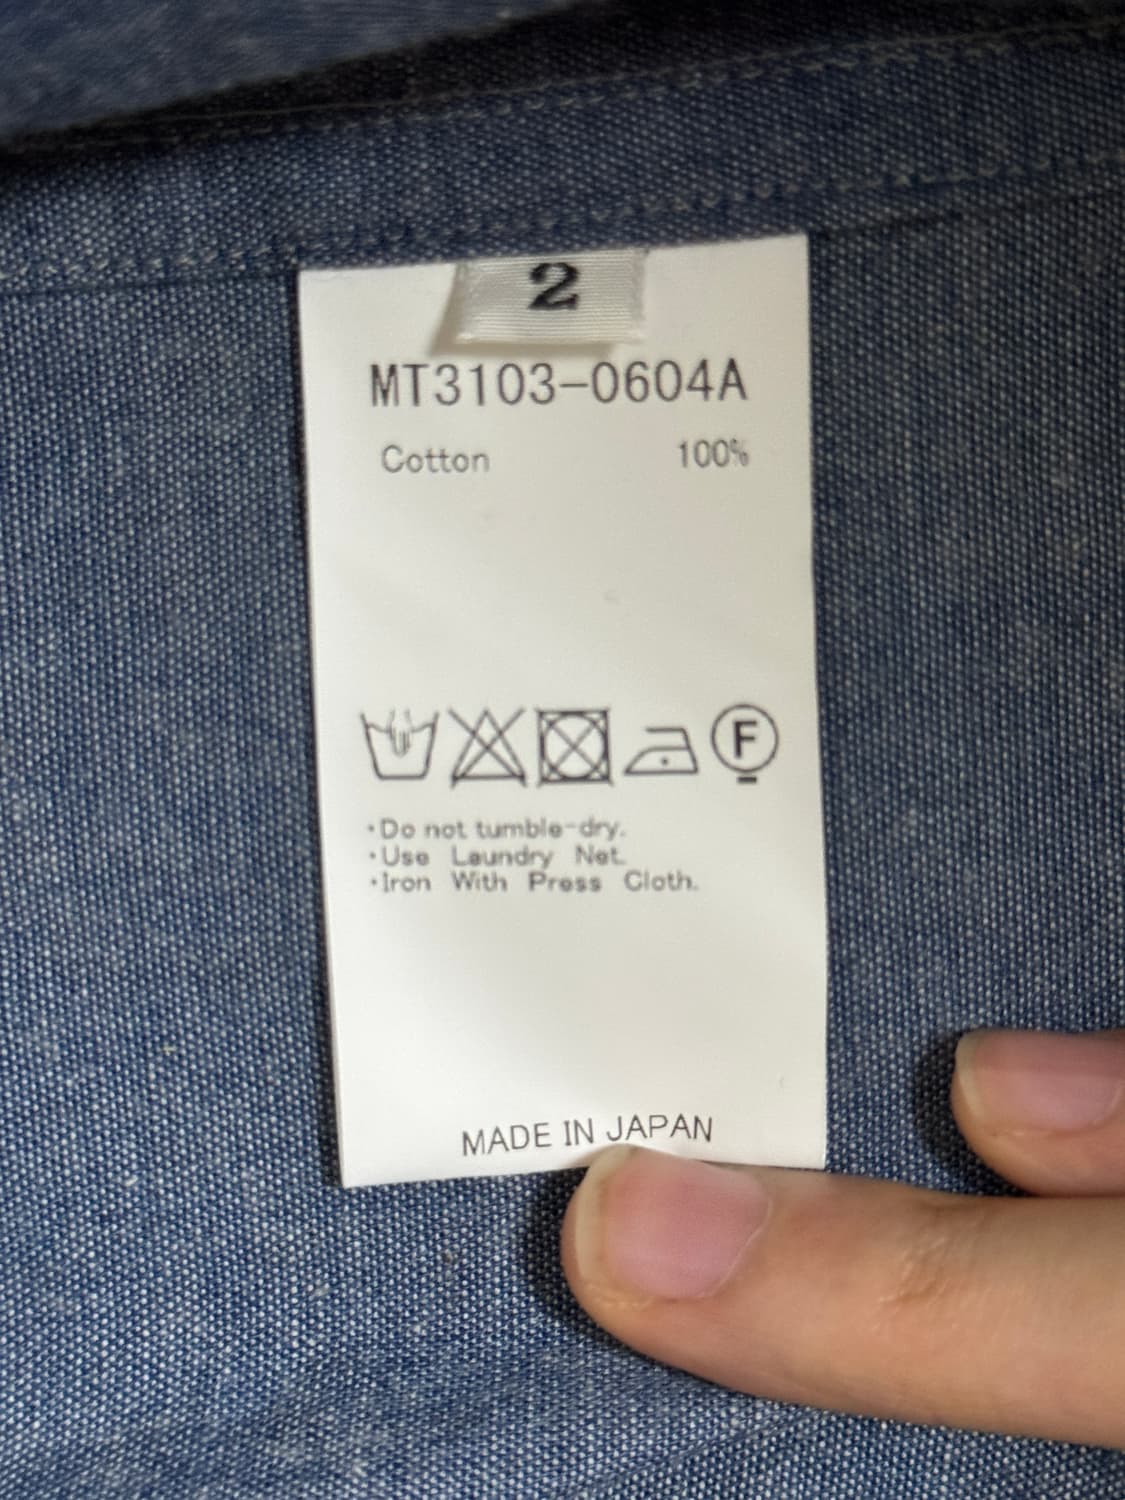 2
MT3103-0604A
Cotton 100%
F
・Do not tumble-dry.
・Use Laundry Net.
・Iron With Press Cloth.
MADE IN JAPAN